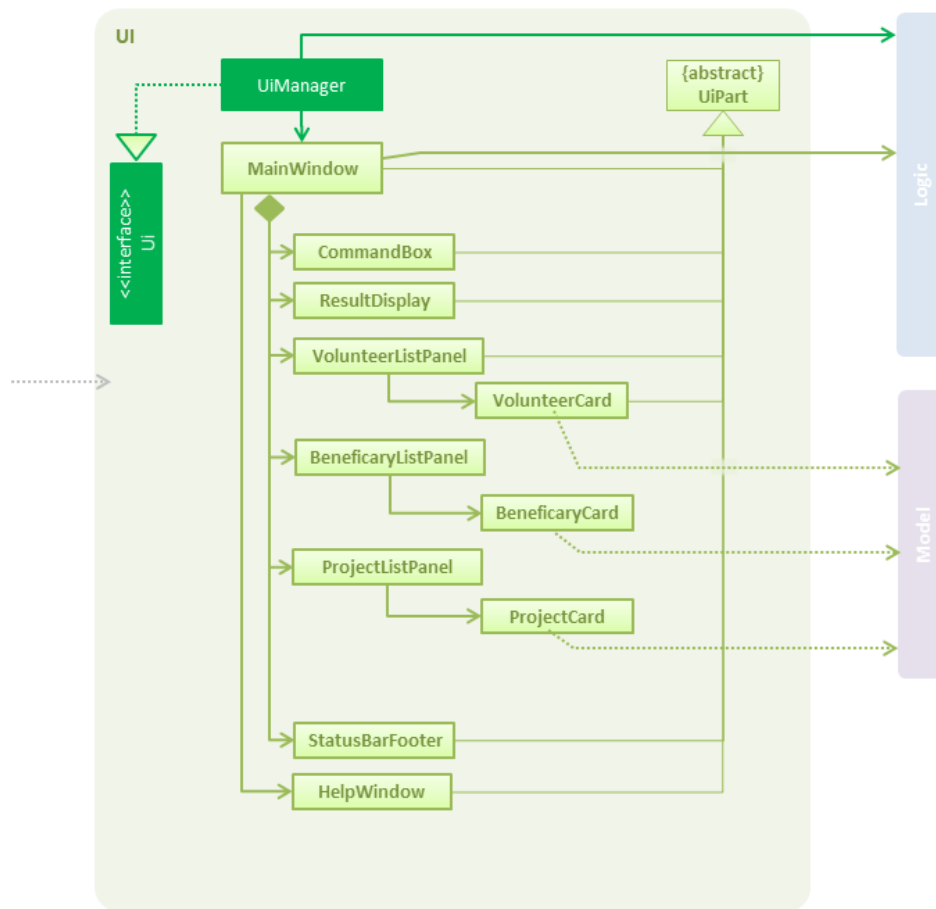 UI
UiManager
{abstract}
UiPart
MainWindow
<<interface>>
Ui
Logic
CommandBox
ResultDisplay
VolunteerListPanel
VolunteerCard
BeneficaryListPanel
BeneficaryCard
Model
ProjectListPanel
ProjectCard
StatusBarFooter
HelpWindow